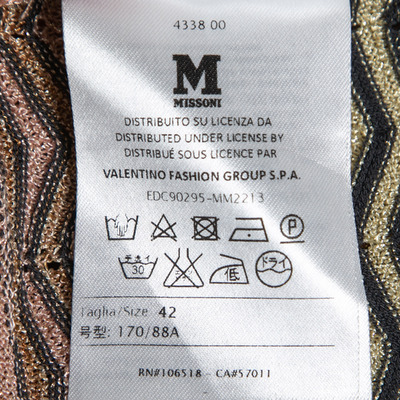 4338 00
M
MISSONI
DISTRIBUITO SU LICENZA DA
DISTRIBUTED UNDER LICENSE BY
DISTRIBUÉ SOUS LICENCE PAR
VALENTINO FASHION GROUP S.P.A.
EDC90295-MM2213
P
30
低
ドライ
Taglia/Size 42
号型: 170/88A
RN#106518 - CA#57011